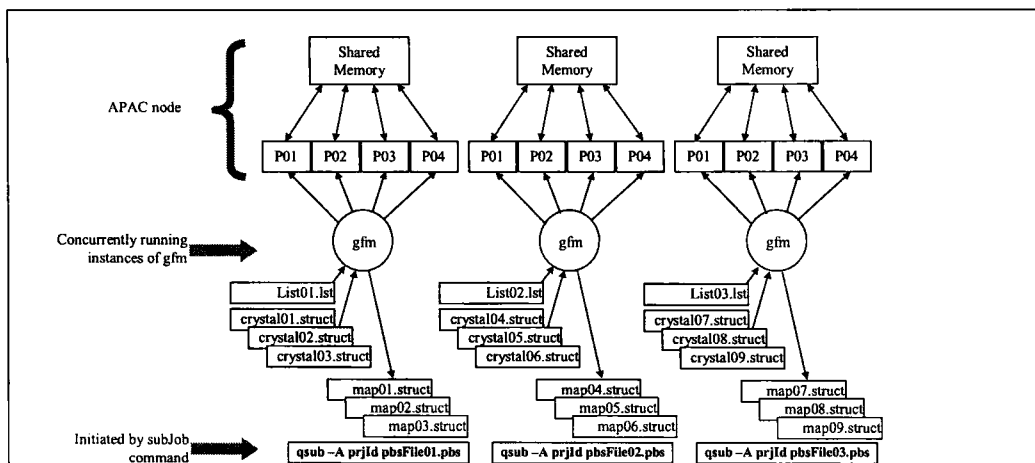 APAC node
Shared
Memory
Shared
Memory
Shared
Memory
P01 P02 P03 P04
P01 P02 P03 P04
P01 P02 P03 P04
Concurrently running
instances of gfm
gfm
gfm
gfm
List01.lst
crystal01.struct
crystal02.struct
crystal03.struct
List02.lst
crystal04.struct
crystal05.struct
crystal06.struct
List03.lst
crystal07.struct
crystal08.struct
crystal09.struct
map01.struct
map02.struct
map03.struct
map04.struct
map05.struct
map06.struct
map07.struct
map08.struct
map09.struct
Initiated by subJob
command
qsub –A prjId pbsFile01.pbs
qsub –A prjId pbsFile02.pbs
qsub –A prjId pbsFile03.pbs